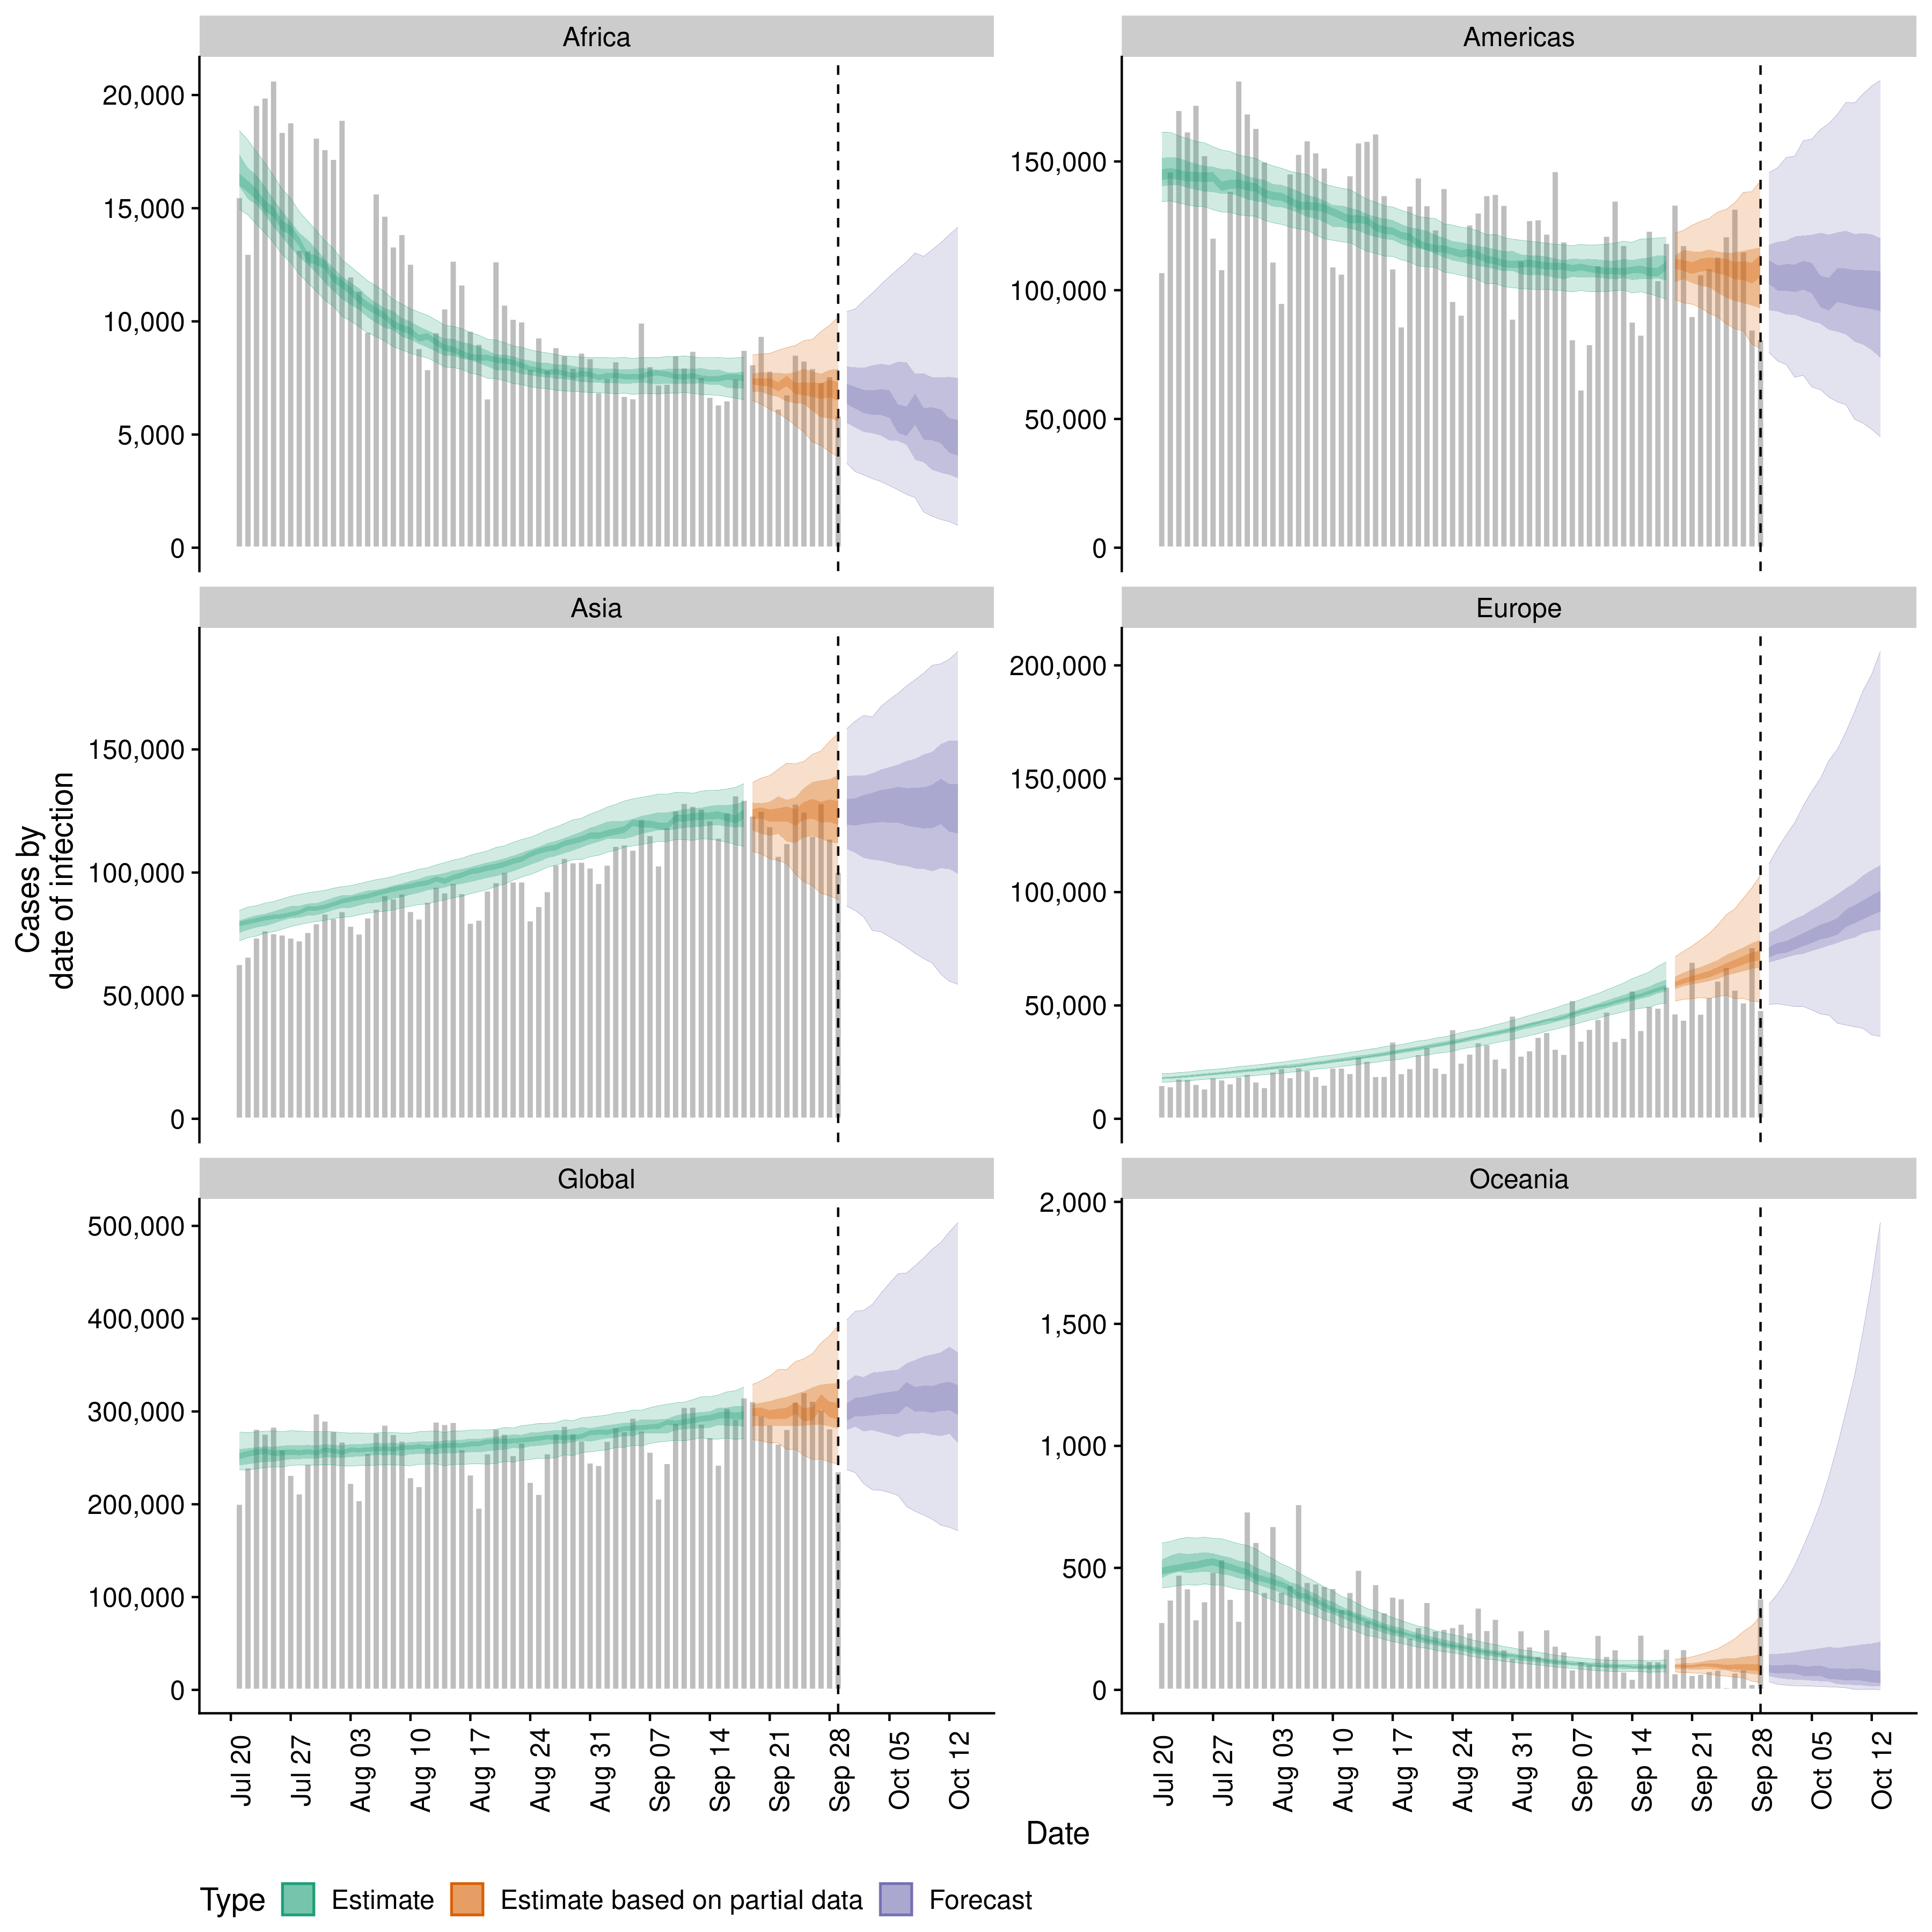 Africa
Americas
20,000
15,000
10,000
5,000
0
150,000
100,000
50,000
0
Asia
Europe
150,000
100,000
50,000
0
200,000
150,000
100,000
50,000
0
Cases by
date of infection
Global
Oceania
500,000
400,000
300,000
200,000
100,000
0
2,000
1,500
1,000
500
0
Jul 20
Jul 27
Aug 03
Aug 10
Aug 17
Aug 24
Aug 31
Sep 07
Sep 14
Sep 21
Sep 28
Oct 05
Oct 12
Jul 20
Jul 27
Aug 03
Aug 10
Aug 17
Aug 24
Aug 31
Sep 07
Sep 14
Sep 21
Sep 28
Oct 05
Oct 12
Date
Type Estimate Estimate based on partial data Forecast